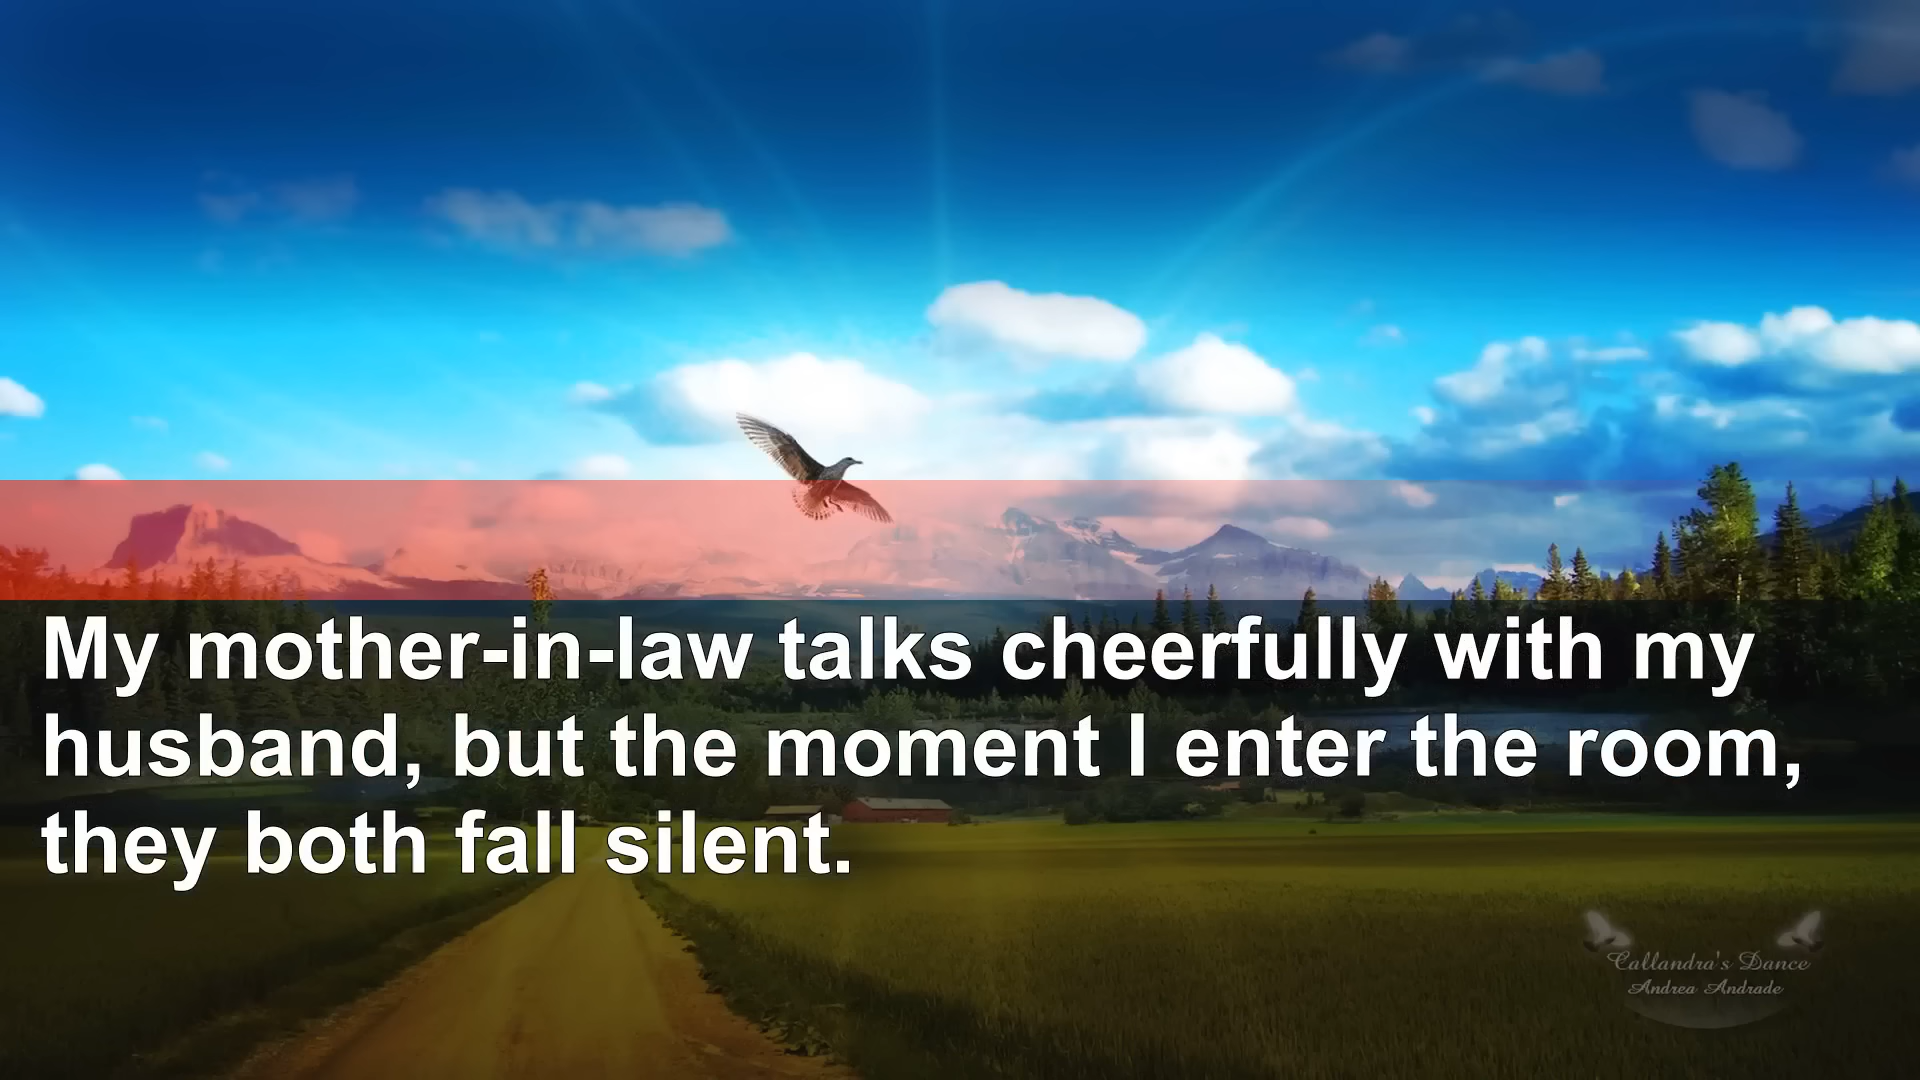 My mother-in-law talks cheerfully with my
husband, but the moment I enter the room,
they both fall silent.
Callandra's Dance
Andrea Andrade